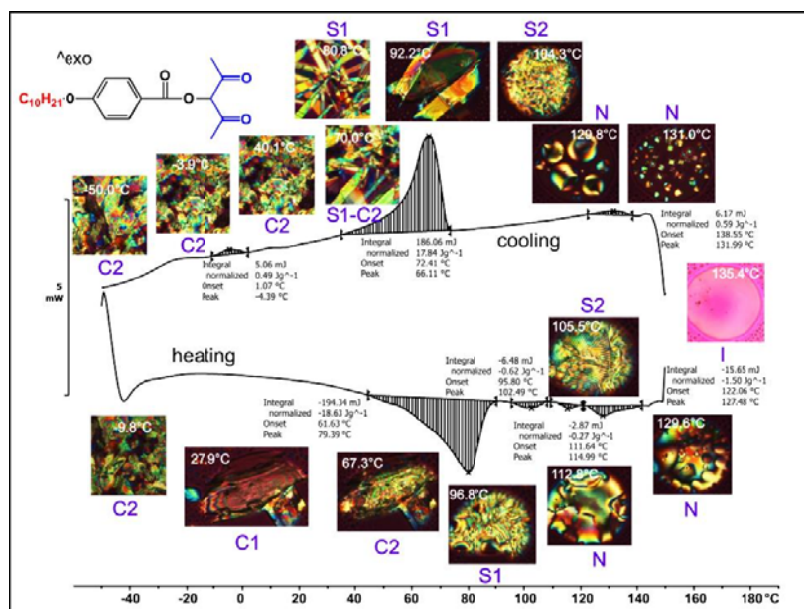 ^exo
C10H21
O
O
O
O
O
S1
80.8°C
S1
92.2°C
S2
104.3°C
N
129.8°C
N
131.0°C
-50.0°C
C2
-3.9°C
C2
40.1°C
C2
70.0°C
S1-C2
5
mW
Integral 5.06 mJ
normalized 0.49 Jg^-1
Onset 1.07 °C
Peak -4.39 °C
Integral 186.06 mJ
normalized 17.84 Jg^-1
Onset 72.41 °C
Peak 66.11 °C
cooling
Integral 6.17 mJ
normalized 0.59 Jg^-1
Onset 138.55 °C
Peak 131.99 °C
135.4°C
I
heating
S2
105.5°C
Integral -194.34 mJ
normalized -18.63 Jg^-1
Onset 61.63 °C
Peak 79.39 °C
Integral -6.48 mJ
normalized -0.62 Jg^-1
Onset 95.80 °C
Peak 102.49 °C
Integral -2.87 mJ
normalized -0.27 Jg^-1
Onset 111.64 °C
Peak 114.99 °C
Integral -15.65 mJ
normalized -1.50 Jg^-1
Onset 122.06 °C
Peak 127.48 °C
-9.8°C
C2
27.9°C
C1
67.3°C
C2
96.8°C
S1
112.8°C
N
129.6°C
N
-40 -20 0 20 40 60 80 100 120 140 160 180 °C